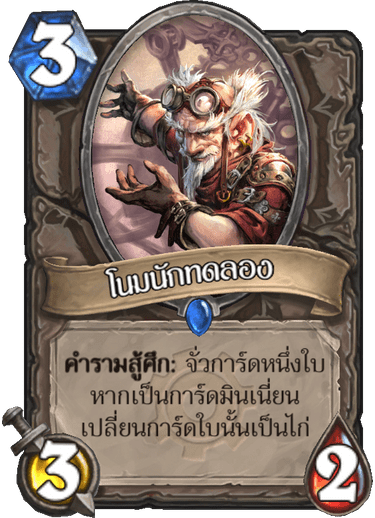 3
โนมนักทดลอง
คำรามสู้ศึก: จั่วการ์ดหนึ่งใบ
หากเป็นการ์ดมินเนี่ยน
เปลี่ยนการ์ดใบนั้นเป็นไก่
3
2